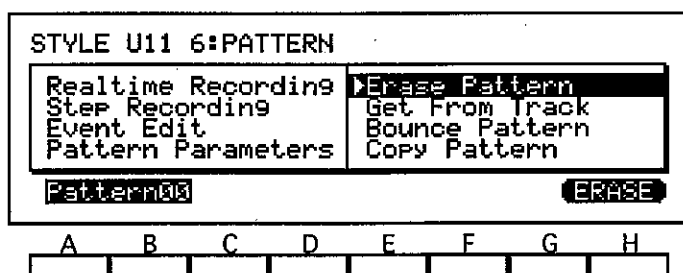 STYLE U11 6:PATTERN
Realtime Recording
Step Recording
Event Edit
Pattern Parameters
▶Erase Pattern
Get From Track
Bounce Pattern
Copy Pattern
Pattern00
ERASE
A B C D E F G H